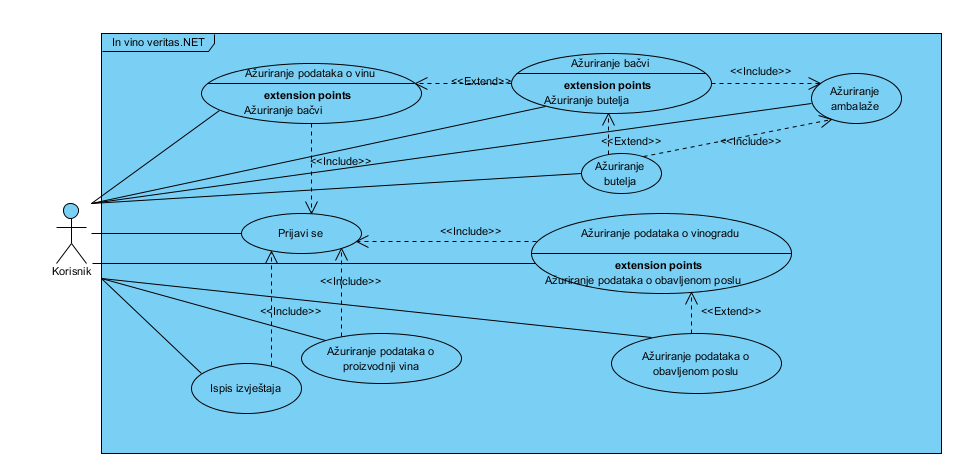 In vino veritas.NET
Ažuriranje podataka o vinu
extension points
Ažuriranje bačvi
<<Extend>>
Ažuriranje bačvi
extension points
Ažuriranje butelja
<<Include>>
Ažuriranje
ambalaže
<<Include>>
<<Extend>>
<<Include>>
Ažuriranje
butelja
Korisnik
Prijavi se
<<Include>>
Ažuriranje podataka o vinogradu
extension points
Ažuriranje podataka o obavljenom poslu
<<Include>>
<<Include>>
<<Extend>>
Ažuriranje podataka o
proizvodnji vina
Ažuriranje podataka o
obavljenom poslu
Ispis izvještaja